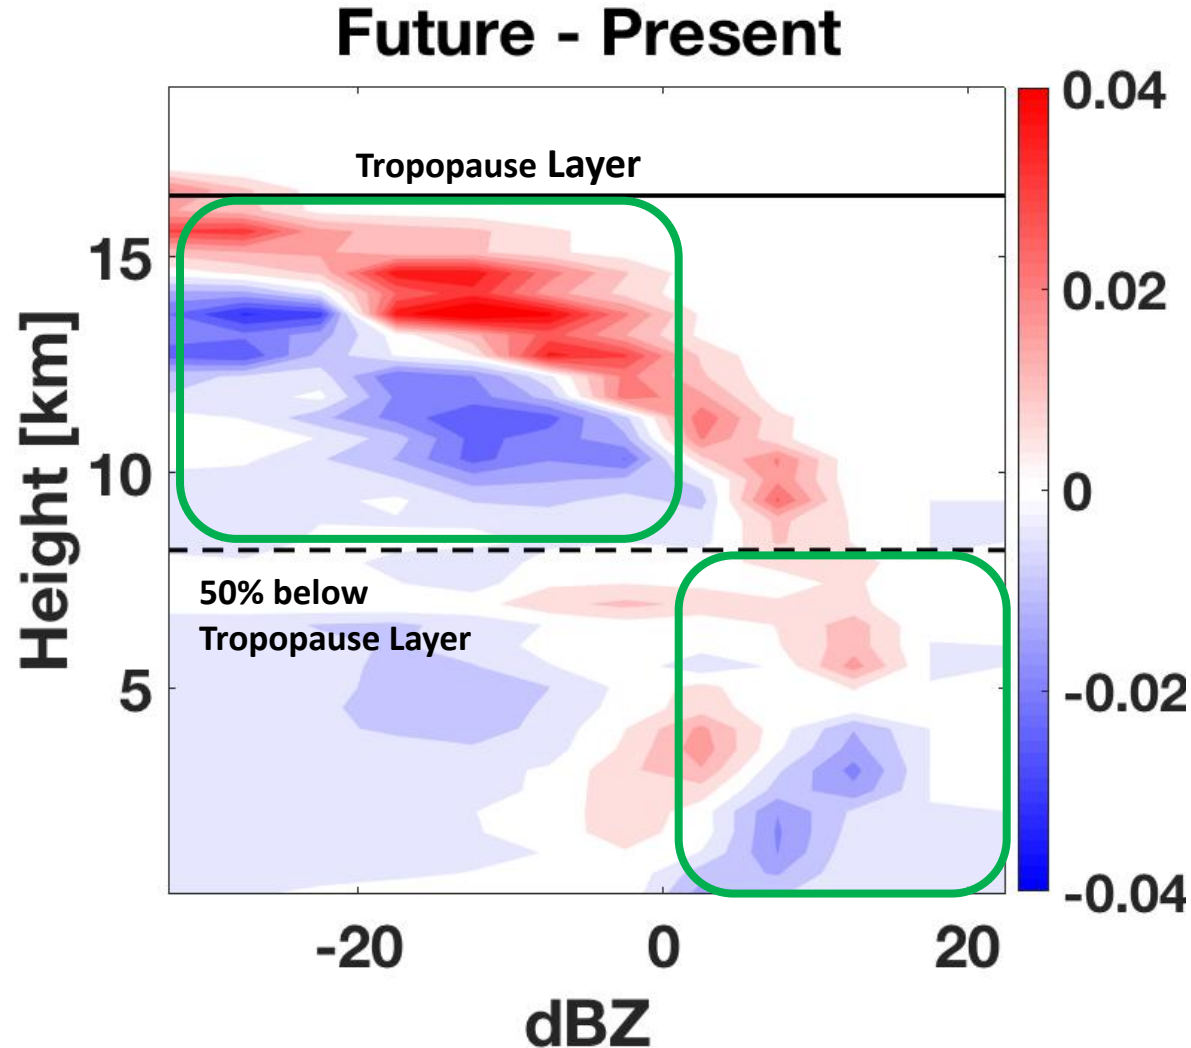 Future - Present
Tropopause Layer
50% below
Tropopause Layer
Height [km]
15
10
5
-20
0
20
dBZ
0.04
0.02
0
-0.02
-0.04